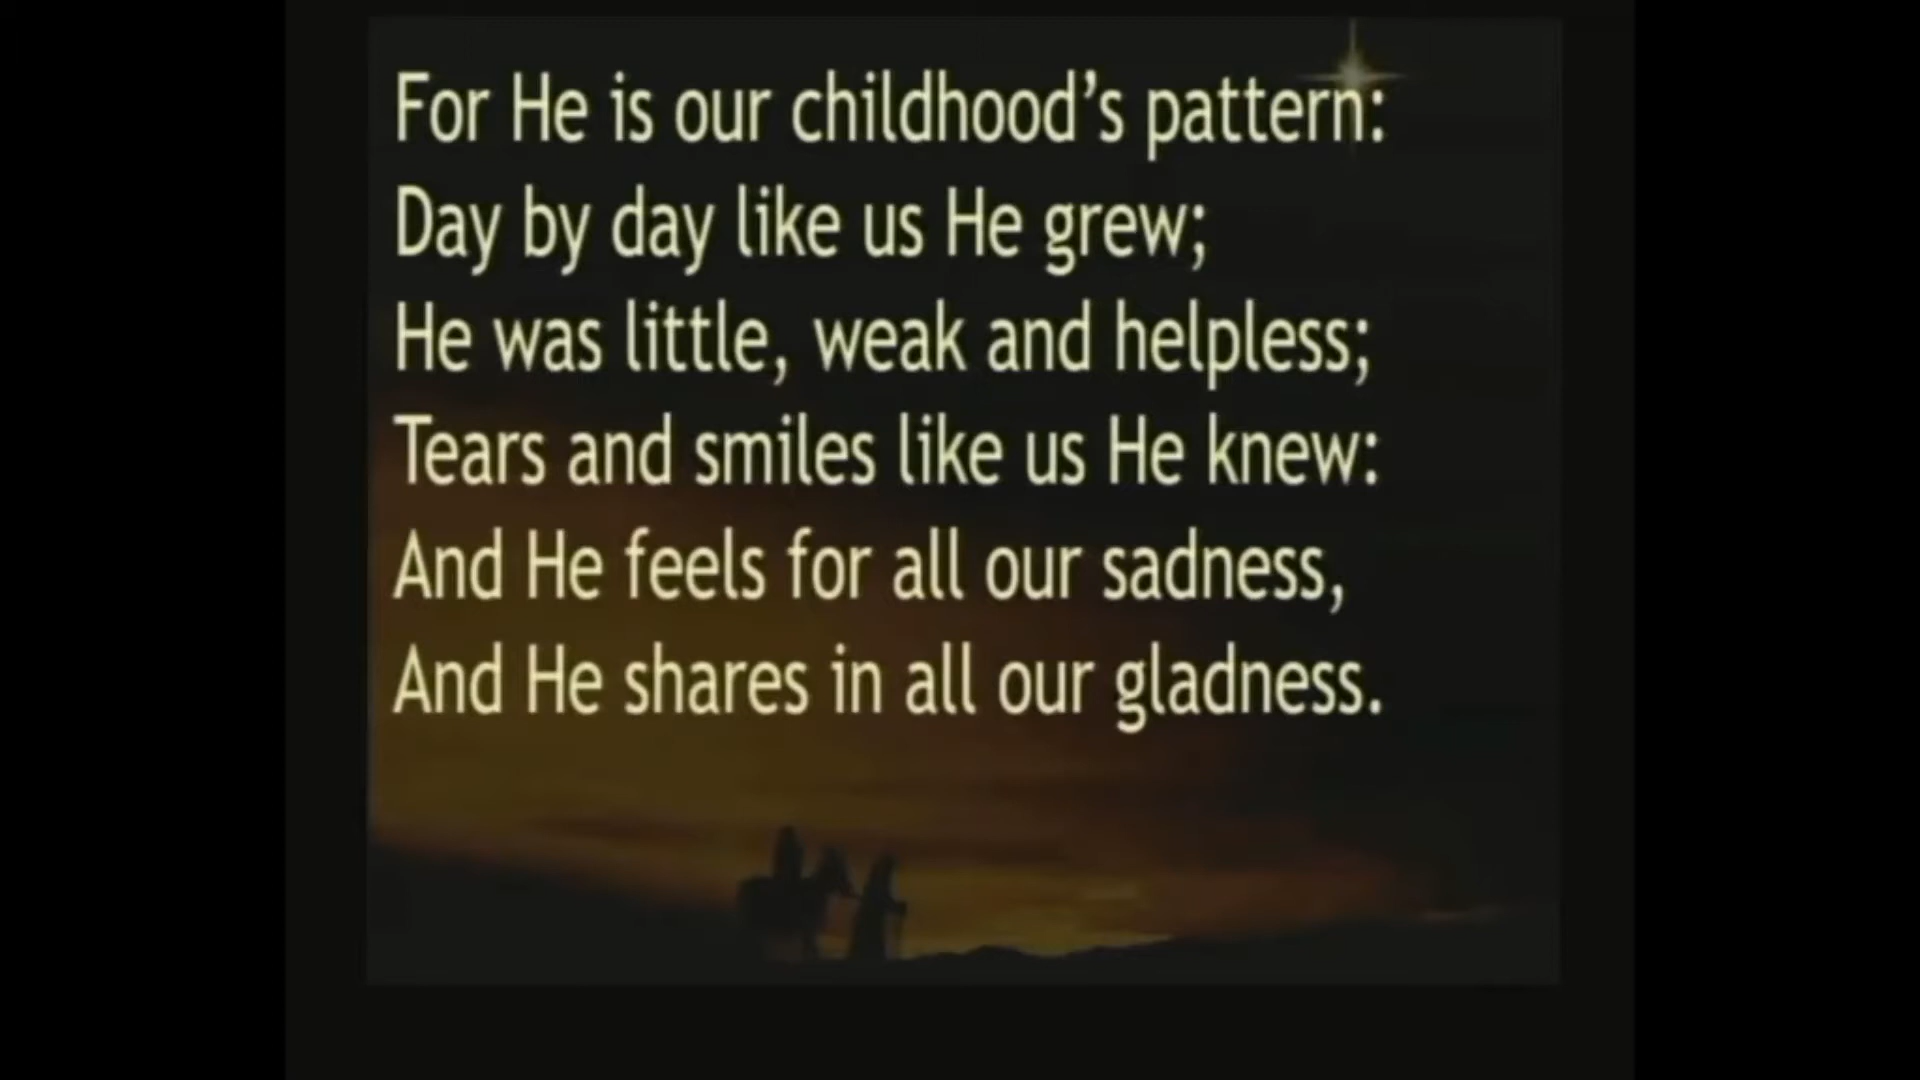 For He is our childhood’s pattern:
Day by day like us He grew;
He was little, weak and helpless;
Tears and smiles like us He knew:
And He feels for all our sadness,
And He shares in all our gladness.